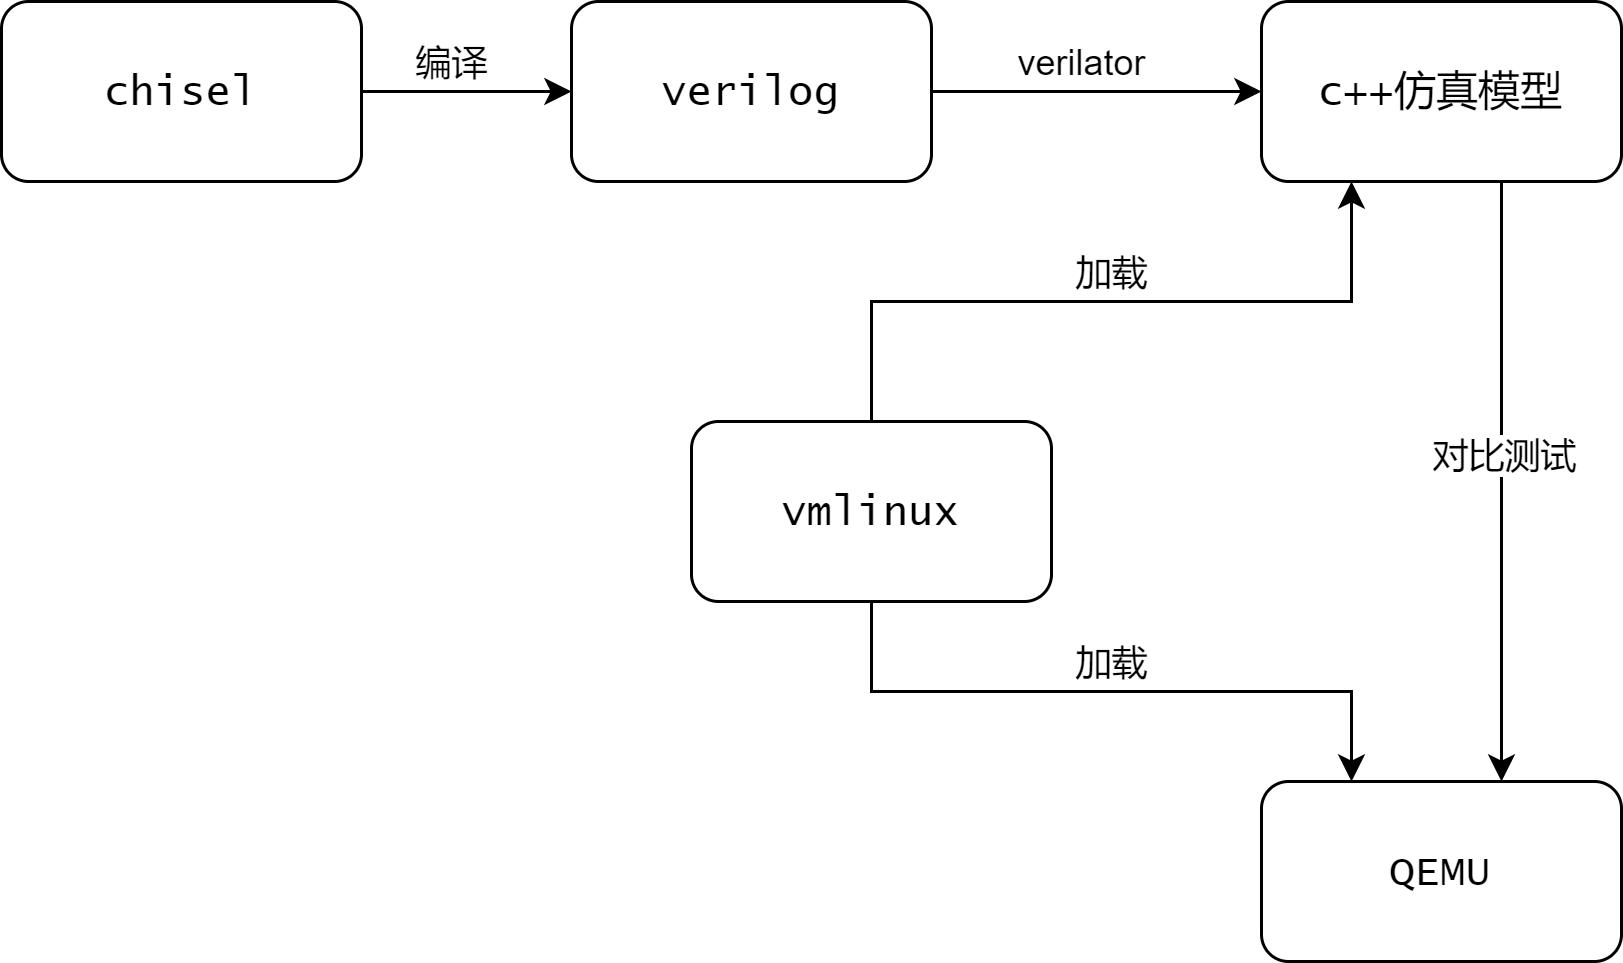 chisel
编译
verilog
verilator
c++仿真模型
加载
对比测试
vmlinux
加载
QEMU